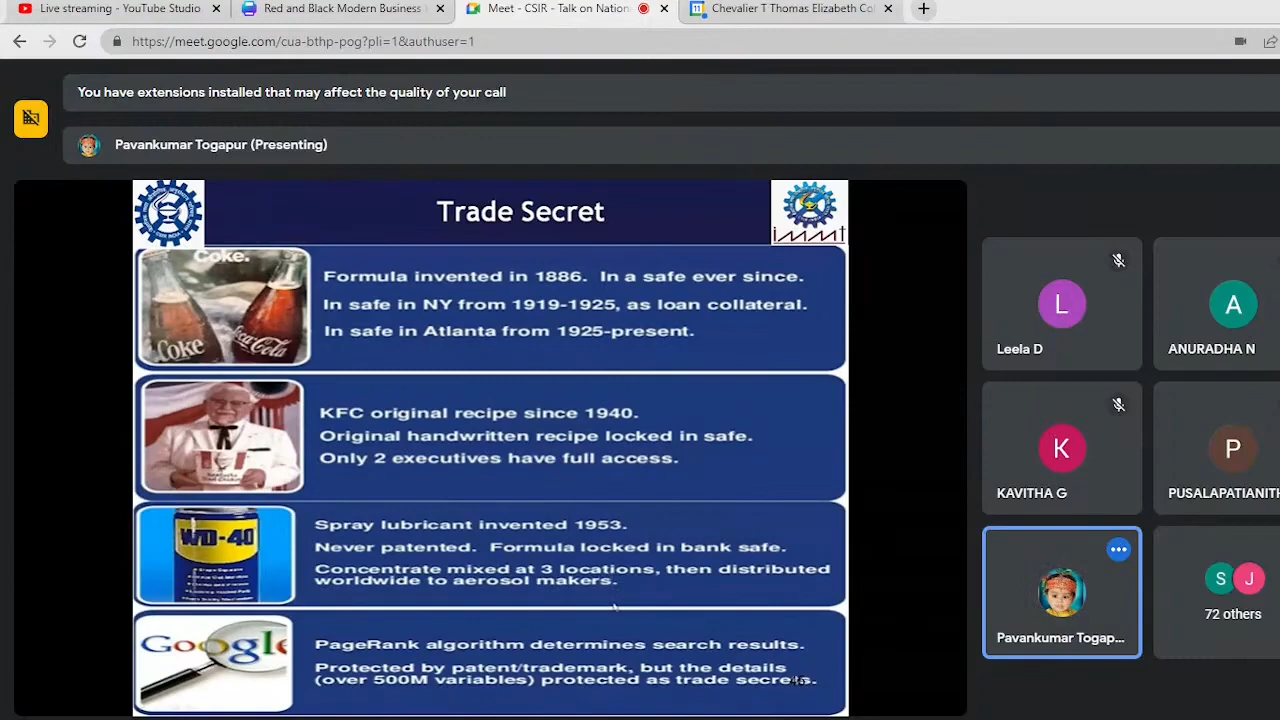 Live streaming - YouTube Studio
Red and Black Modern Business
Meet - CSIR - Talk on Nation
Chevalier T Thomas Elizabeth Col
11
https://meet.google.com/cua-bthp-pog?pli=1&authuser=1
You have extensions installed that may affect the quality of your call
Pavankumar Togapur (Presenting)
Trade Secret
immt
Coke.
Coke
Coca-Cola
Formula invented in 1886. In a safe ever since.
In safe in NY from 1919-1925, as loan collateral.
In safe in Atlanta from 1925-present.
KFC original recipe since 1940.
Original handwritten recipe locked in safe.
Only 2 executives have full access.
WD-40
Spray lubricant invented 1953.
Never patented. Formula locked in bank safe.
Concentrate mixed at 3 locations, then distributed
worldwide to aerosol makers.
Google
PageRank algorithm determines search results.
Protected by patent/trademark, but the details
(over 500M variables) protected as trade secrets.
46
L
Leela D
A
ANURADHA N
K
KAVITHA G
P
PUSALAPATIANITH
Pavankumar Togap...
S J
72 others